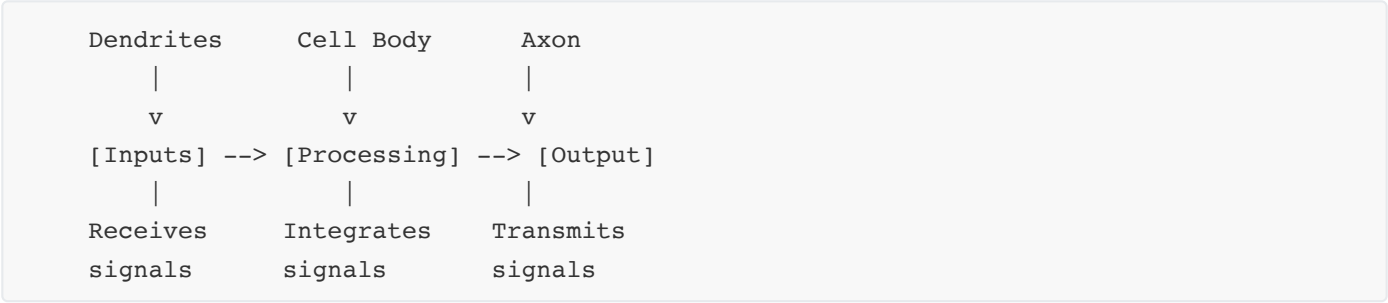 Dendrites     Cell Body      Axon
    |            |           |
    v            v           v
[Inputs] --> [Processing] --> [Output]
    |            |           |
Receives     Integrates    Transmits
signals      signals       signals